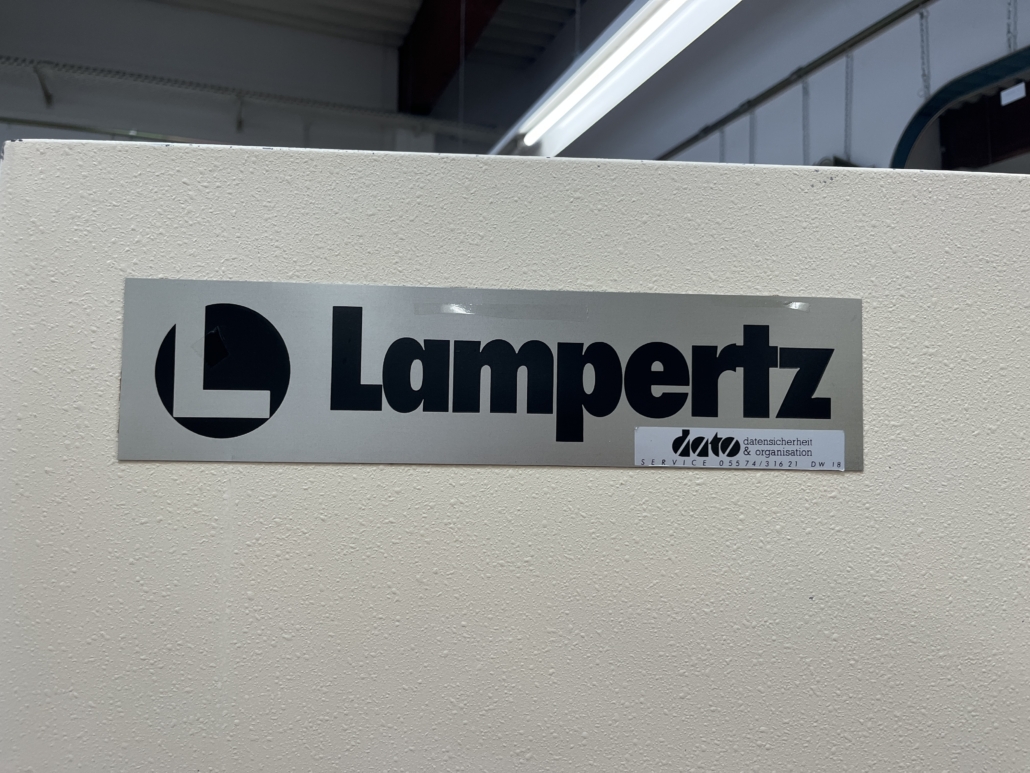 L Lampertz
dato datensicherheit
& organisation
SERVICE 05574/31621 DW 18